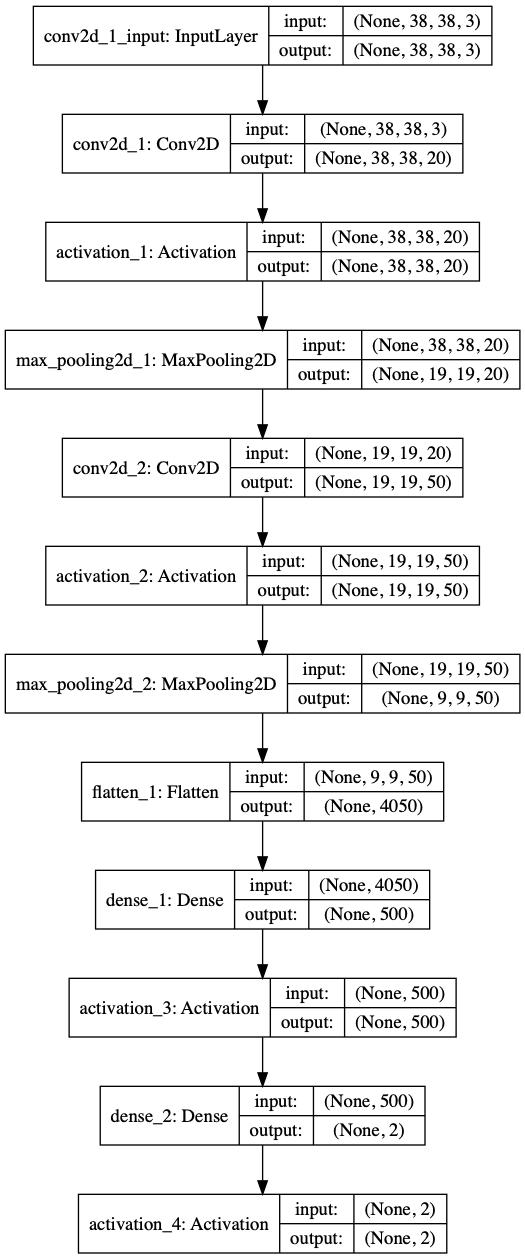 conv2d_1_input: InputLayer
input: (None, 38, 38, 3)
output: (None, 38, 38, 3)
conv2d_1: Conv2D
input: (None, 38, 38, 3)
output: (None, 38, 38, 20)
activation_1: Activation
input: (None, 38, 38, 20)
output: (None, 38, 38, 20)
max_pooling2d_1: MaxPooling2D
input: (None, 38, 38, 20)
output: (None, 19, 19, 20)
conv2d_2: Conv2D
input: (None, 19, 19, 20)
output: (None, 19, 19, 50)
activation_2: Activation
input: (None, 19, 19, 50)
output: (None, 19, 19, 50)
max_pooling2d_2: MaxPooling2D
input: (None, 19, 19, 50)
output: (None, 9, 9, 50)
flatten_1: Flatten
input: (None, 9, 9, 50)
output: (None, 4050)
dense_1: Dense
input: (None, 4050)
output: (None, 500)
activation_3: Activation
input: (None, 500)
output: (None, 500)
dense_2: Dense
input: (None, 500)
output: (None, 2)
activation_4: Activation
input: (None, 2)
output: (None, 2)